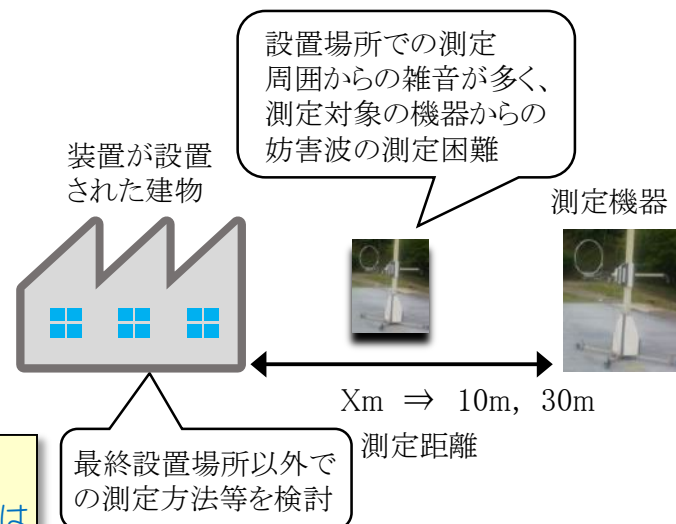 設置場所での測定
周囲からの雑音が多く、
測定対象の機器からの
妨害波の測定困難
装置が設置
された建物
測定機器
Xm ⇒ 10m, 30m
測定距離
最終設置場所以外で
の測定方法等を検討
は